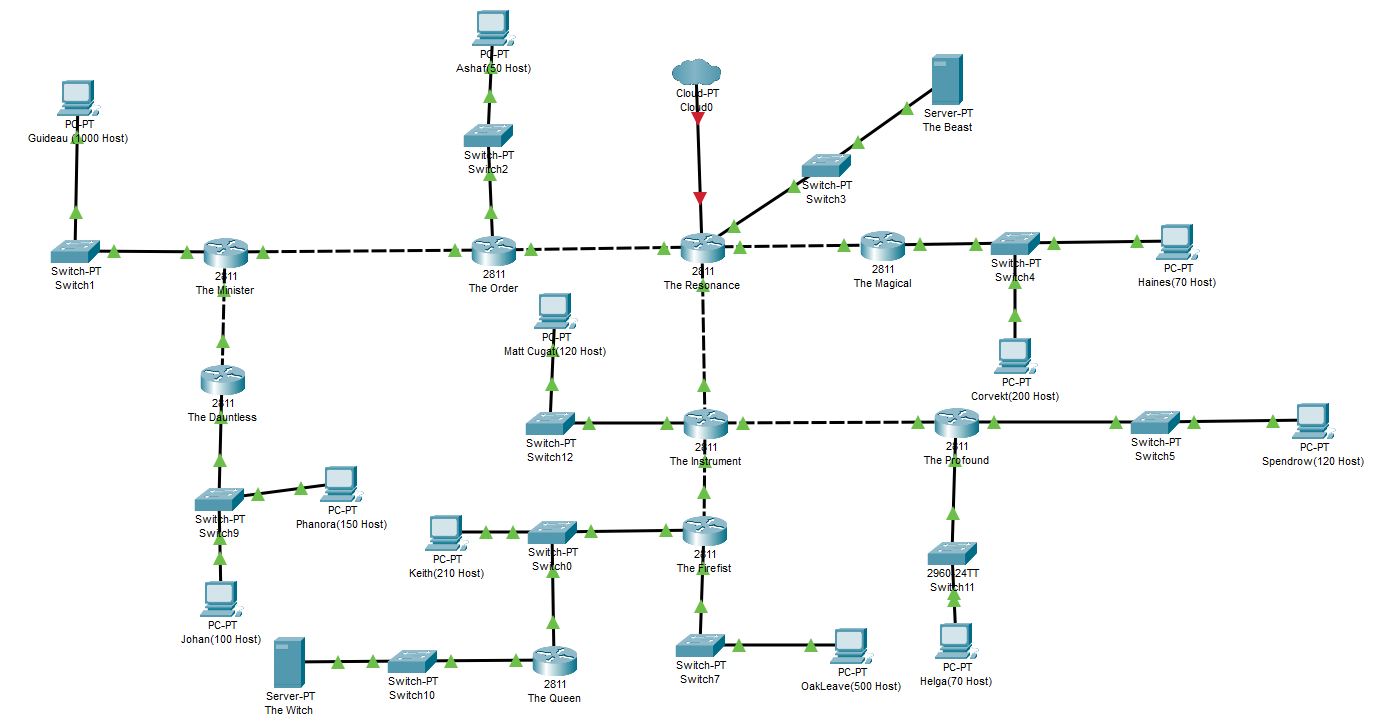 PC-PT
Ashaf(50 Host)
PC-PT
Guideau (1000 Host)
Cloud-PT
Cloud0
Server-PT
The Beast
Switch-PT
Switch2
Switch-PT
Switch3
Switch-PT
Switch1
2811
The Minister
2811
The Order
2811
The Resonance
2811
The Magical
Switch-PT
Switch4
PC-PT
Haines(70 Host)
PC-PT
Matt Cugat(120 Host)
PC-PT
Corvekt(200 Host)
2811
The Dauntless
Switch-PT
Switch12
2811
The Instrument
2811
The Profound
Switch-PT
Switch5
PC-PT
Spendrow(120 Host)
Switch-PT
Switch9
PC-PT
Phanora(150 Host)
PC-PT
Keith(210 Host)
Switch-PT
Switch0
2811
The Firefist
2960-24TT
Switch11
PC-PT
Johan(100 Host)
Server-PT
The Witch
Switch-PT
Switch10
2811
The Queen
Switch-PT
Switch7
PC-PT
OakLeave(500 Host)
PC-PT
Helga(70 Host)